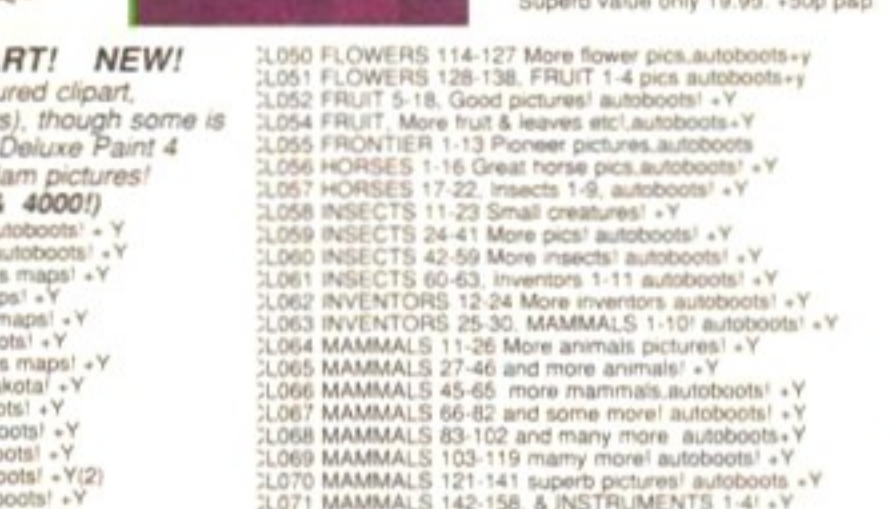 Superb value only 19.95. +50p p&p
ART! NEW!
ured clipart,
s), though some is
Deluxe Paint 4
am pictures!
& 4000!)
utoboots! +Y
autoboots! +Y
s maps! +Y
ps! +Y
maps! +Y
ots! +Y
s maps! +Y
kota! +Y
ots! +Y
oots! +Y
oots! +Y
oots! +Y(2)
boots! +Y
CL050 FLOWERS 114-127 More flower pics.autoboots+y
CL051 FLOWERS 128-138, FRUIT 1-4 pics autoboots+y
CL052 FRUIT 5-18, Good pictures! autoboots! +Y
CL054 FRUIT, More fruit & leaves etc!,autoboots+Y
CL055 FRONTIER 1-13 Pioneer pictures.autoboots
CL056 HORSES 1-16 Great horse pics.autoboots! +Y
CL057 HORSES 17-22, Insects 1-9, autoboots! +Y
CL058 INSECTS 11-23 Small creatures! +Y
CL059 INSECTS 24-41 More pics! autoboots! +Y
CL060 INSECTS 42-59 More insects! autoboots! +Y
CL061 INSECTS 60-63, Inventors 1-11 autoboots! +Y
CL062 INVENTORS 12-24 More inventors autoboots! +Y
CL063 INVENTORS 25-30, MAMMALS 1-10! autoboots! +Y
CL064 MAMMALS 11-26 More animals pictures! +Y
CL065 MAMMALS 27-46 and more animals! +Y
CL066 MAMMALS 45-65 more mammals.autoboots! +Y
CL067 MAMMALS 66-82 and some more! autoboots! +Y
CL068 MAMMALS 83-102 and many more autoboots+Y
CL069 MAMMALS 103-119 mamy more! autoboots! +Y
CL070 MAMMALS 121-141 superb pictures! autoboots +Y
CL071 MAMMALS 142-158, & INSTRUMENTS 1-4! +Y